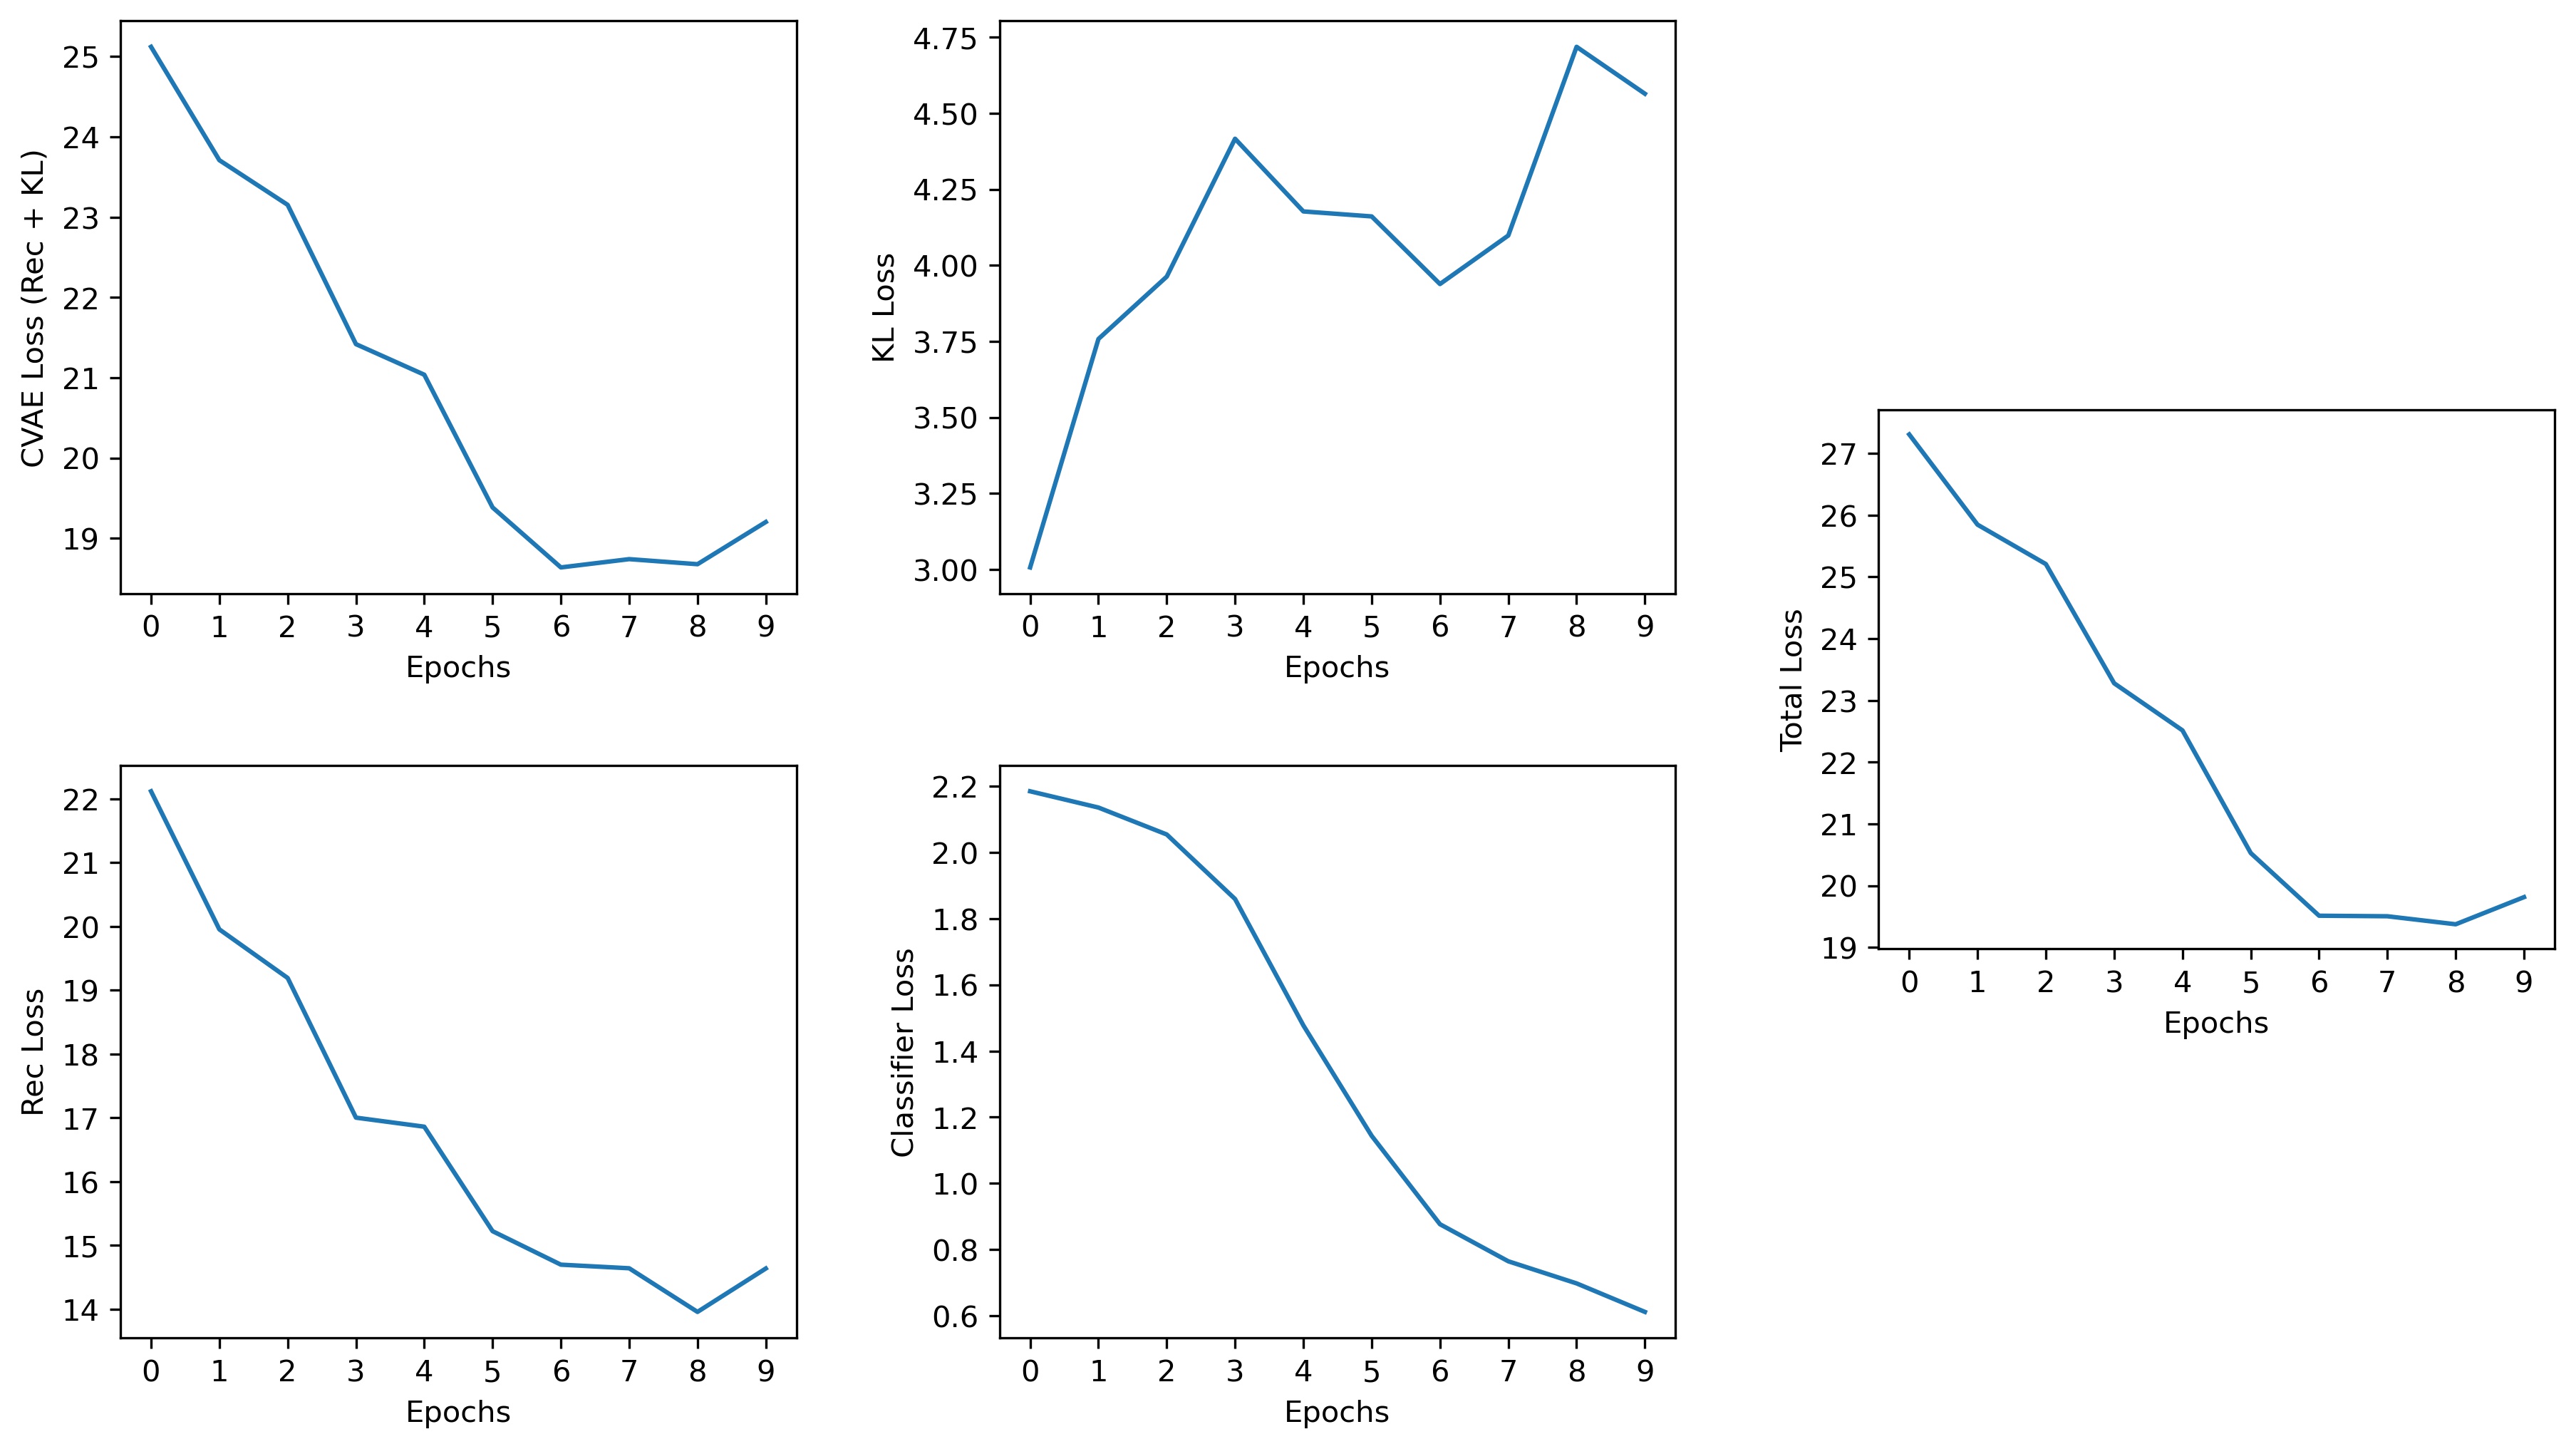 CVAE Loss (Rec + KL)
25
24
23
22
21
20
19
0 1 2 3 4 5 6 7 8 9
Epochs
KL Loss
4.75
4.50
4.25
4.00
3.75
3.50
3.25
3.00
0 1 2 3 4 5 6 7 8 9
Epochs
Rec Loss
22
21
20
19
18
17
16
15
14
0 1 2 3 4 5 6 7 8 9
Epochs
Classifier Loss
2.2
2.0
1.8
1.6
1.4
1.2
1.0
0.8
0.6
0 1 2 3 4 5 6 7 8 9
Epochs
Total Loss
27
26
25
24
23
22
21
20
19
0 1 2 3 4 5 6 7 8 9
Epochs